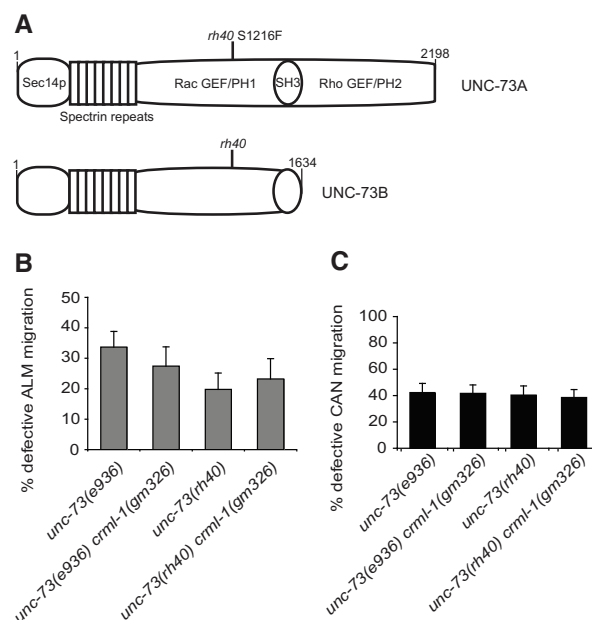 A
rh40 S1216F
1
2198
Sec14p
Rac GEF/PH1
SH3
Rho GEF/PH2
UNC-73A
Spectrin repeats
rh40
1
1634
UNC-73B
B
% defective ALM migration
50
40
30
20
10
0
unc-73(e936)
unc-73(e936) crml-1(gm326)
unc-73(rh40)
unc-73(rh40) crml-1(gm326)
C
% defective CAN migration
100
80
60
40
20
0
unc-73(e936)
unc-73(e936) crml-1(gm326)
unc-73(rh40)
unc-73(rh40) crml-1(gm326)